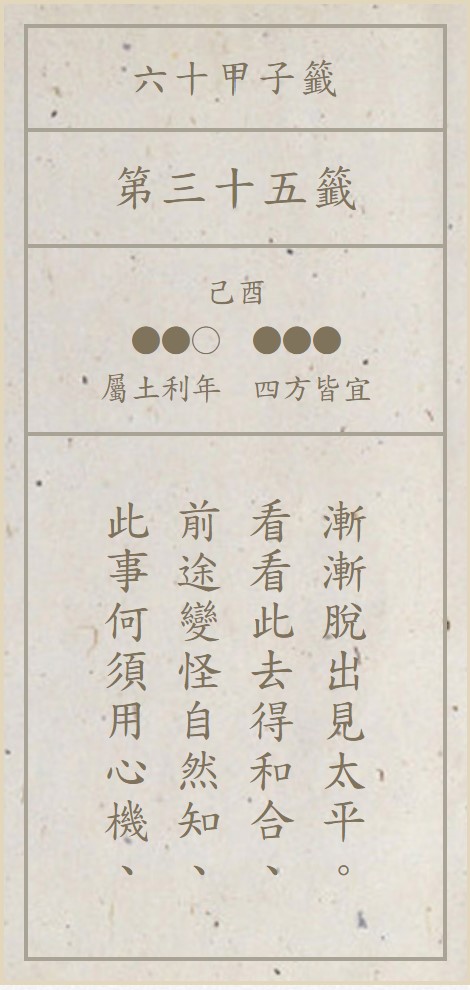 六十甲子籤
第三十五籤
己酉
●●○ ●●●
屬土利年 四方皆宜
此事何須用心機、
前途變怪自然知、
看看此去得和合、
漸漸脫出見太平。